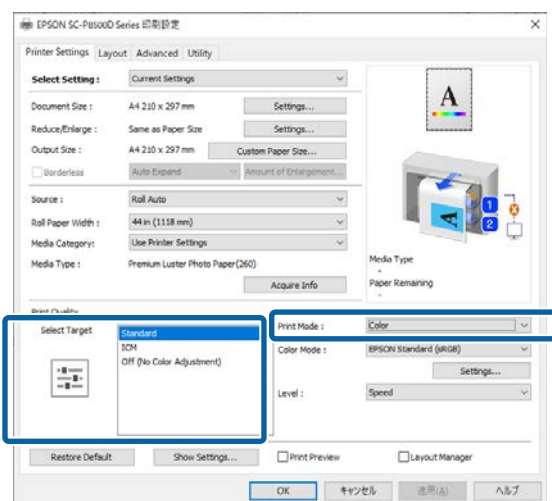 EPSON SC-P8500D Series 印刷設定
Printer Settings Layout Advanced Utility
Select Setting : Current Settings
Document Size : A4 210 x 297 mm Settings...
Reduce/Enlarge : Same as Paper Size Settings...
Output Size : A4 210 x 297 mm Custom Paper Size...
Borderless Auto Expand Amount of Enlargement...
Source : Roll Auto
Roll Paper Width : 44 in (1118 mm)
Media Category: Use Printer Settings
Media Type : Premium Luster Photo Paper(260)
Acquire Info
A
A
1
2
Media Type
-
Paper Remaining
-
Print Quality
Select Target
Standard
ICM
Off (No Color Adjustment)
Print Mode : Color
Color Mode : EPSON Standard (sRGB)
Settings...
Level : Speed
Restore Default Show Settings... Print Preview Layout Manager
OK キャンセル 適用(A) ヘルプ